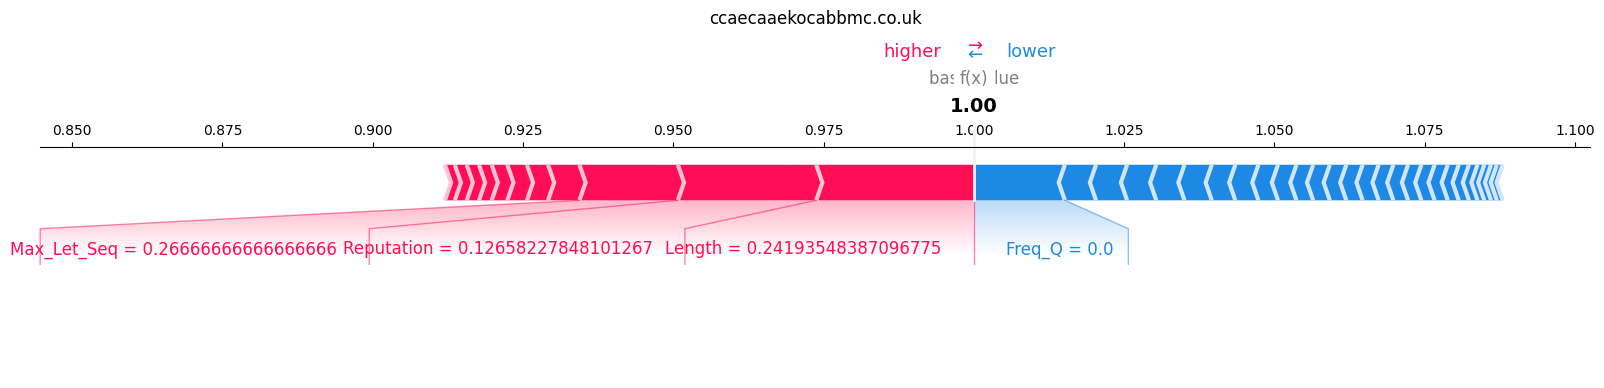 ccaecaaekocabbmc.co.uk
higher ⇄ lower
f(x)
1.00
0.850 0.875 0.900 0.925 0.950 0.975 1.000 1.025 1.050 1.075 1.100
Max_Let_Seq = 0.26666666666666666 Reputation = 0.12658227848101267 Length = 0.24193548387096775 Freq_Q = 0.0